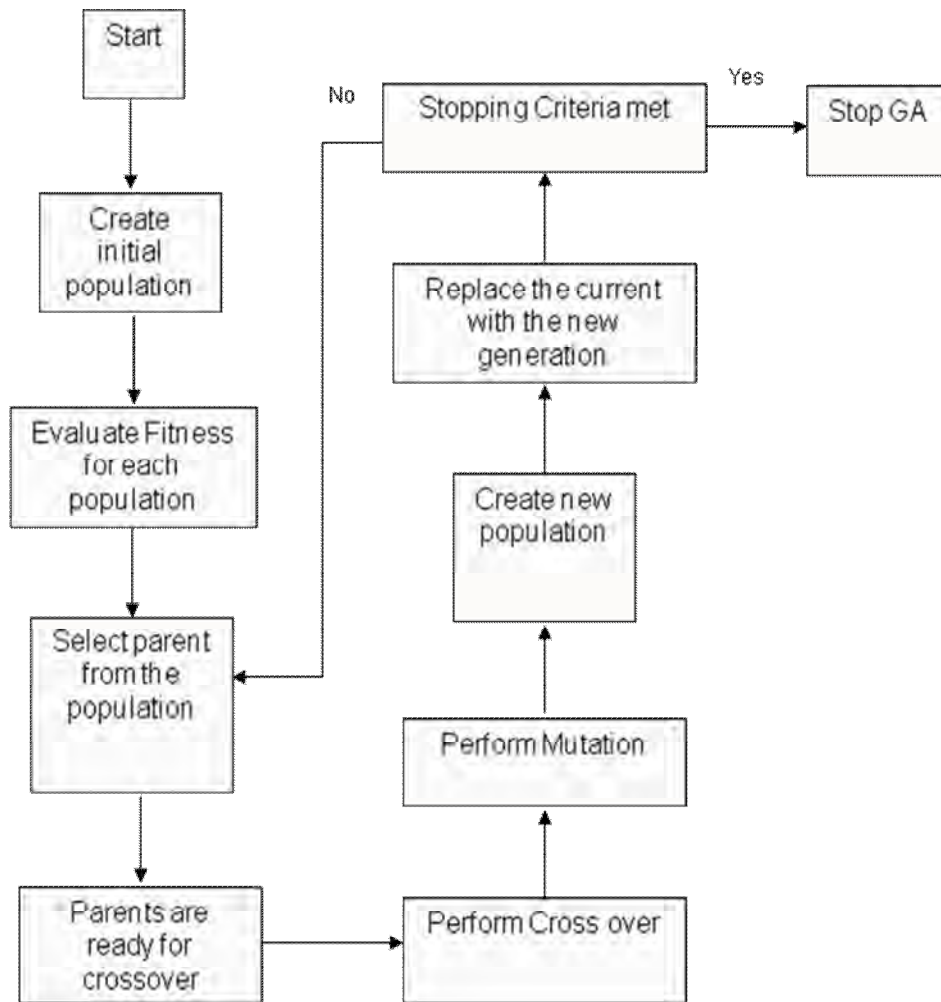 Start
Create
initial
population
Evaluate Fitness
for each
population
Select parent
from the
population
Parents are
ready for
crossover
Perform Cross over
Perform Mutation
Create new
population
Replace the current
with the new
generation
Stopping Criteria met
No
Yes
Stop GA